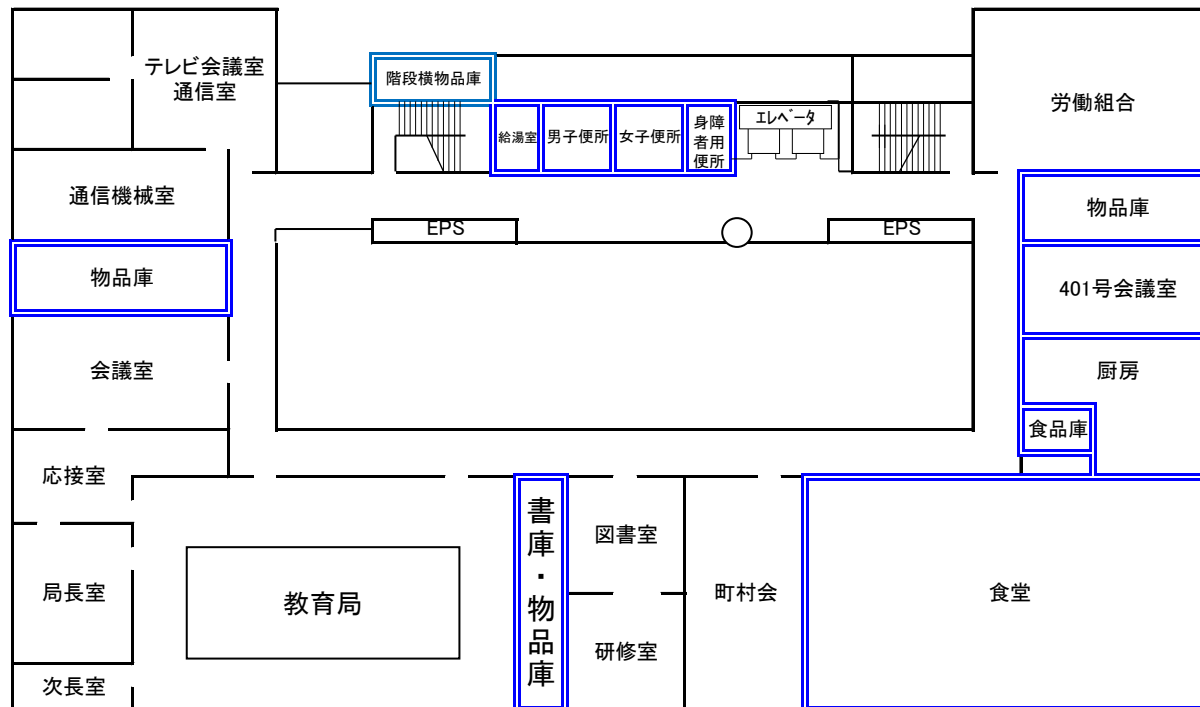 テレビ会議室
通信室
階段横物品庫
給湯室
男子便所
女子便所
身障
者用
便所
エレベータ
労働組合
通信機械室
物品庫
EPS
EPS
物品庫
401号会議室
会議室
厨房
食品庫
応接室
書庫・物品庫
図書室
局長室
教育局
町村会
食堂
研修室
次長室